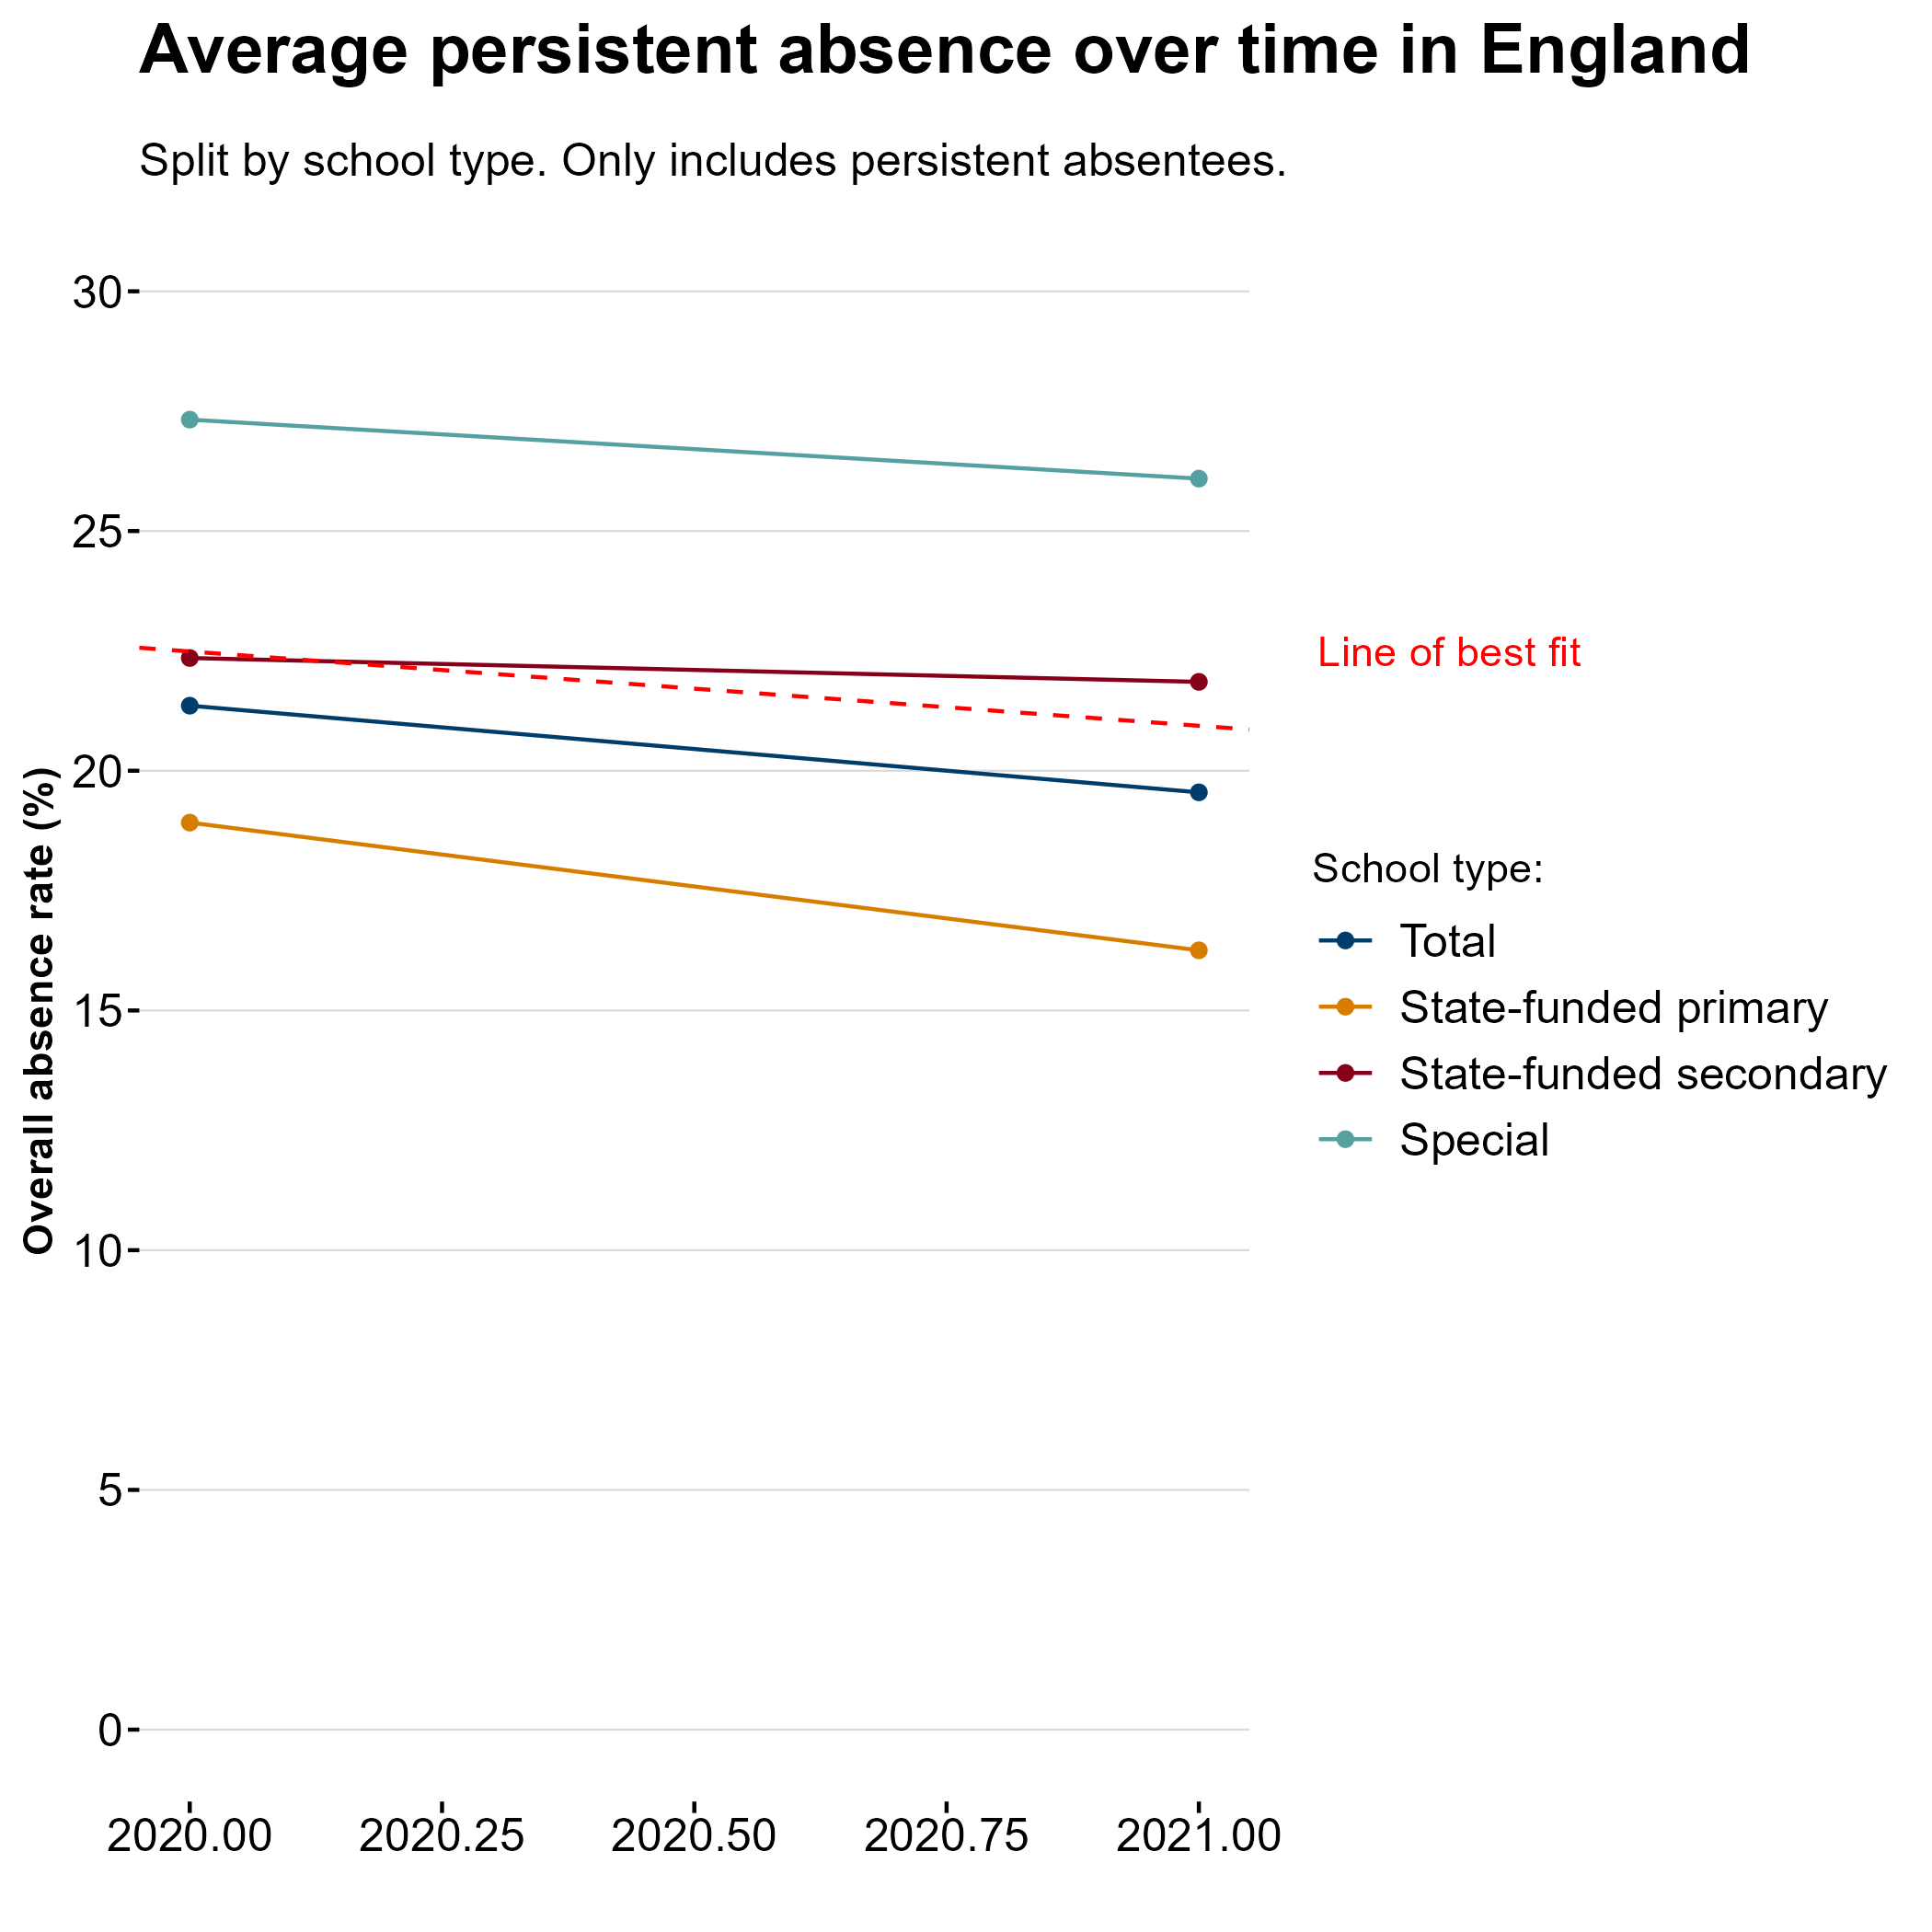 Average persistent absence over time in England
Split by school type. Only includes persistent absentees.
Overall absence rate (%)
30
25
20
15
10
5
0
2020.00 2020.25 2020.50 2020.75 2021.00
Line of best fit
School type:
Total
State-funded primary
State-funded secondary
Special